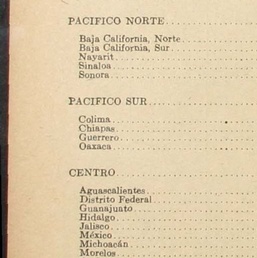 PACIFICO NORTE
Baja California, Norte
Baja California, Sur
Nayarit
Sinaloa
Sonora
PACIFICO SUR
Colima
Chiapas
Guerrero
Oaxaca
CENTRO
Aguascalientes
Distrito Federal
Guanajuato
Hidalgo
Jalisco
México
Michoacán
Morelos